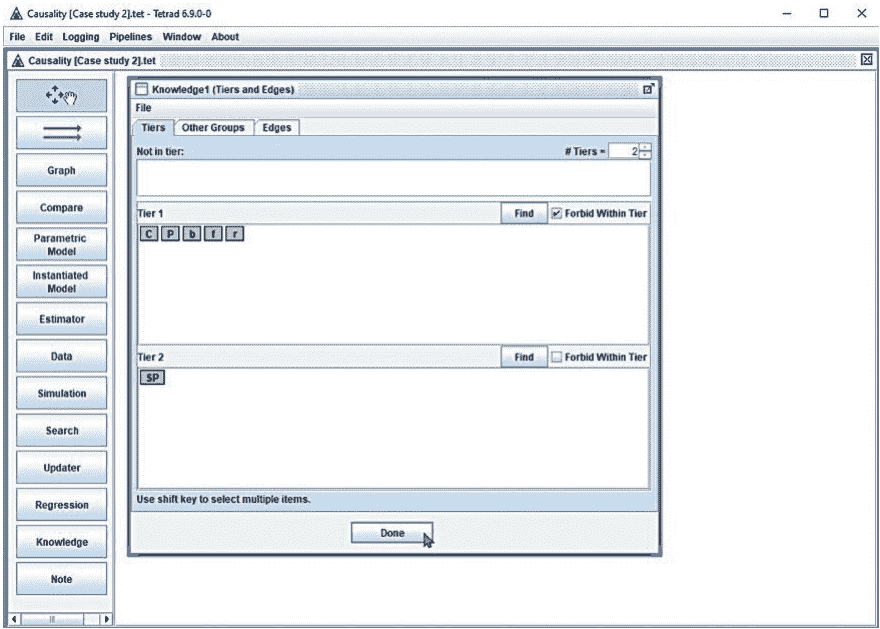 Causality [Case study 2].tet - Tetrad 6.9.0-0
File Edit Logging Pipelines Window About
Causality [Case study 2].tet
Graph
Compare
Parametric
Model
Instantiated
Model
Estimator
Data
Simulation
Search
Updater
Regression
Knowledge
Note
Knowledge1 (Tiers and Edges)
File
Tiers Other Groups Edges
Not in tier: # Tiers = 2
Tier 1 Find Forbid Within Tier
C P b f r
Tier 2 Find Forbid Within Tier
SP
Use shift key to select multiple items.
Done